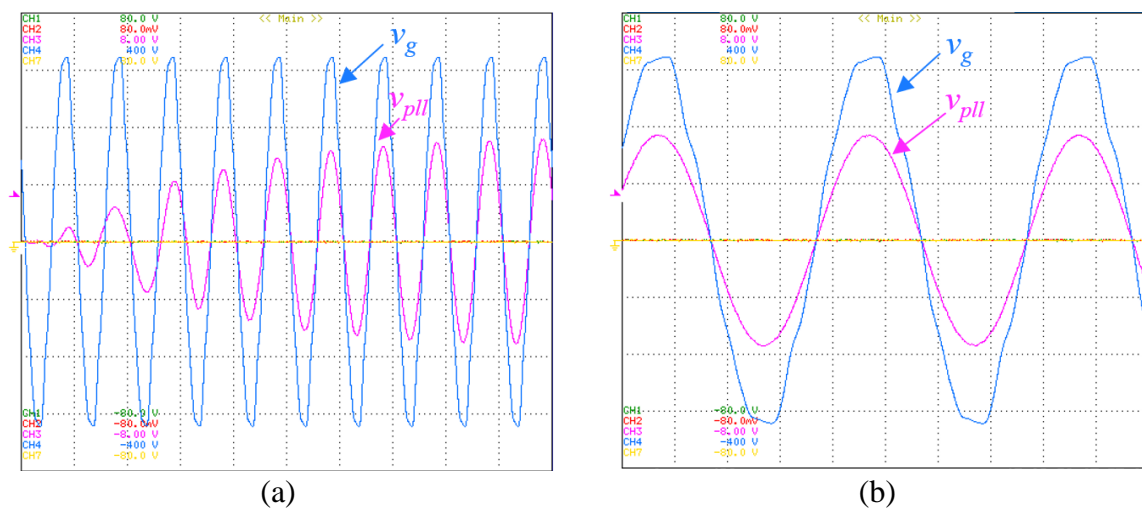 CH1 80.0 V << Main >>
CH2 80.0mV
CH3 8.00 V
CH4 400 V
CH7 80.0 V
v_g
v_pll
CH1 -80.0 V
CH2 -80.0mV
CH3 -8.00 V
CH4 -400 V
CH7 -80.0 V
(a)
CH1 80.0 V << Main >>
CH2 80.0mV
CH3 8.00 V
CH4 400 V
CH7 80.0 V
v_g
v_pll
CH1 -80.0 V
CH2 -80.0mV
CH3 -8.00 V
CH4 -400 V
CH7 -80.0 V
(b)